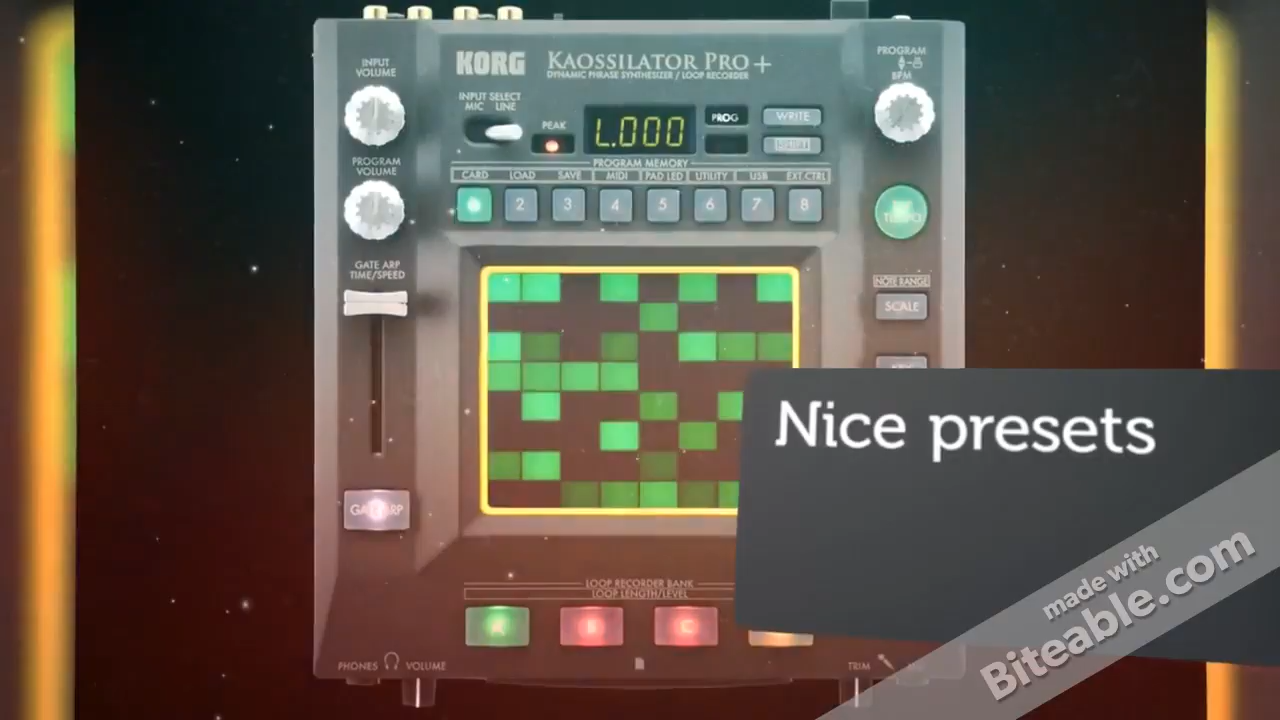 KORG
KAOSSILATOR PRO+
DYNAMIC PHRASE SYNTHESIZER / LOOP RECORDER
PROGRAM
BPM
INPUT
VOLUME
INPUT SELECT
MIC LINE
PEAK
L.000
PROG
WRITE
PROGRAM MEMORY
CARD LOAD SAVE MIDI PAD LED UTILITY USB EXT.CTRL
2 3 4 5 6 7 8
PROGRAM
VOLUME
TEMPO
GATE ARP
TIME/SPEED
NOTE RANGE
SCALE
Nice presets
GATE ARP
made with
Biteable.com
LOOP RECORDER BANK
LOOP LENGTH/LEVEL
A B C
PHONES VOLUME
TRIM